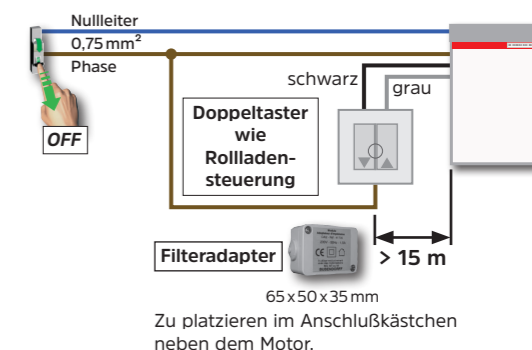 Nullleiter
0,75 mm²
Phase
OFF
schwarz
grau
Doppeltaster
wie
Rollladen-
steuerung
Filteradapter
> 15 m
65 x 50 x 35 mm
Zu platzieren im Anschlußkästchen
neben dem Motor.